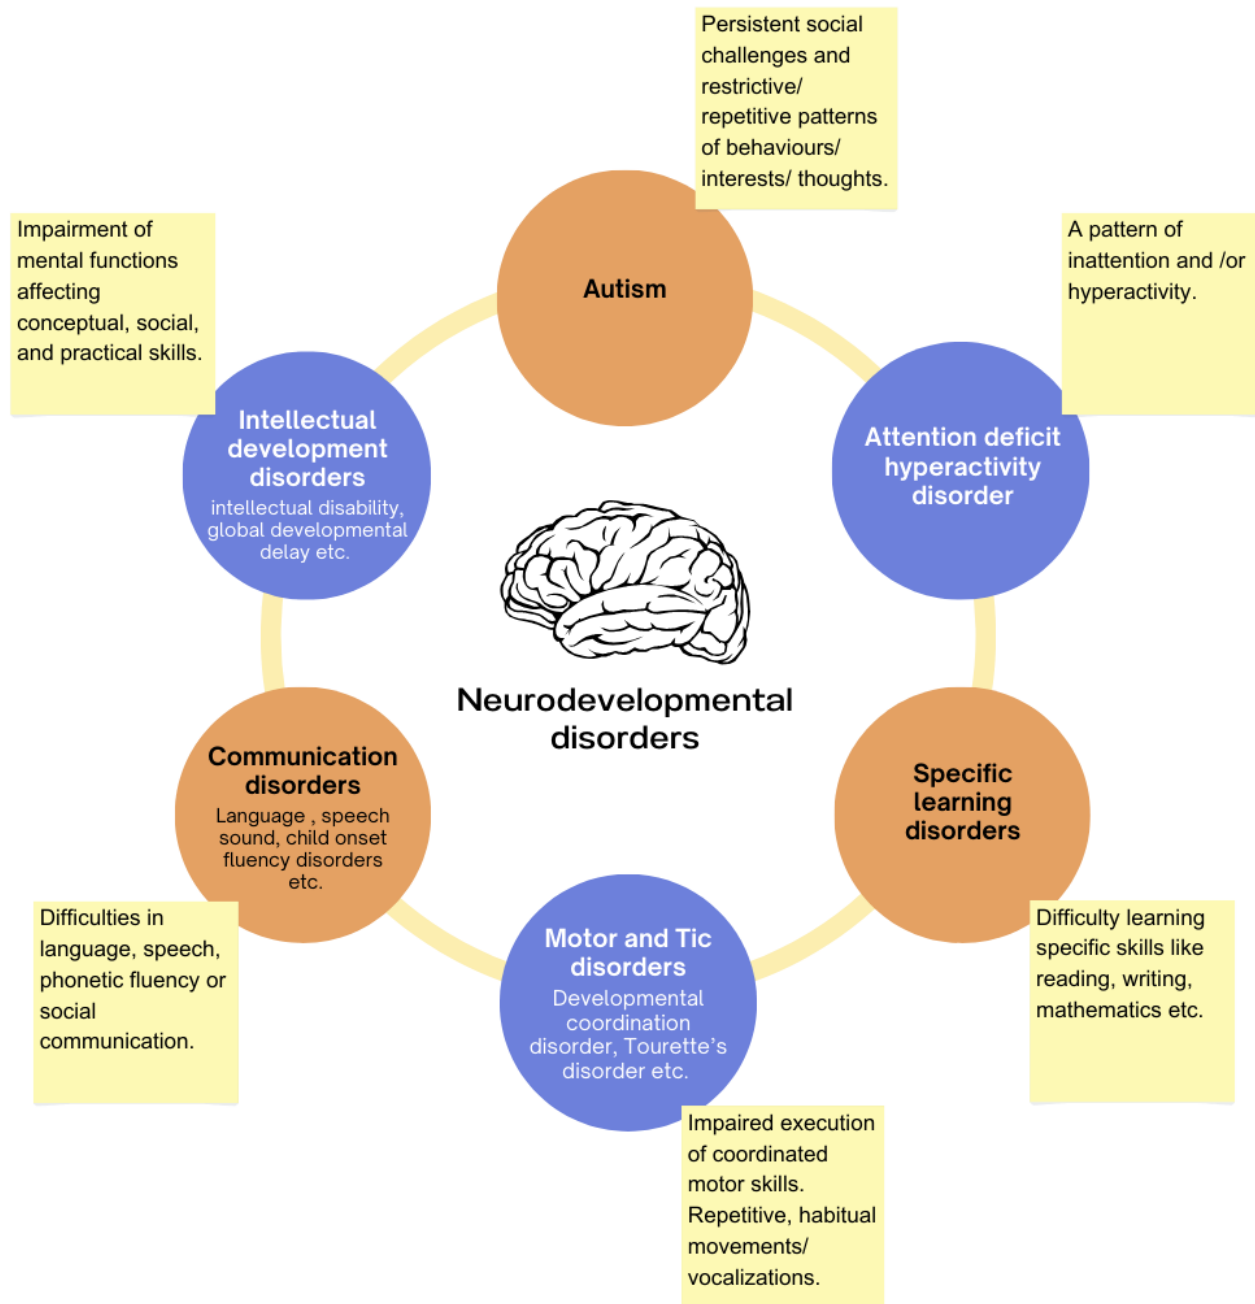 Persistent social
challenges and
restrictive/
repetitive patterns
of behaviours/
interests/ thoughts.
Autism
A pattern of
inattention and /or
hyperactivity.
Attention deficit
hyperactivity
disorder
Impairment of
mental functions
affecting
conceptual, social,
and practical skills.
Intellectual
development
disorders
intellectual disability,
global developmental
delay etc.
Neurodevelopmental
disorders
Communication
disorders
Language , speech
sound, child onset
fluency disorders
etc.
Difficulties in
language, speech,
phonetic fluency or
social
communication.
Specific
learning
disorders
Difficulty learning
specific skills like
reading, writing,
mathematics etc.
Motor and Tic
disorders
Developmental
coordination
disorder, Tourette's
disorder etc.
Impaired execution
of coordinated
motor skills.
Repetitive, habitual
movements/
vocalizations.